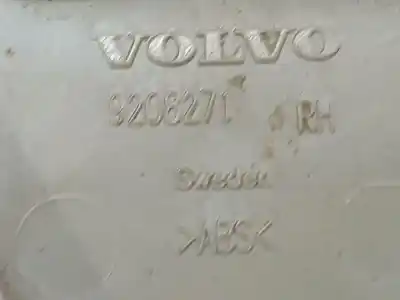 VOLVO
9208271 RH
Sweden
>ABS<